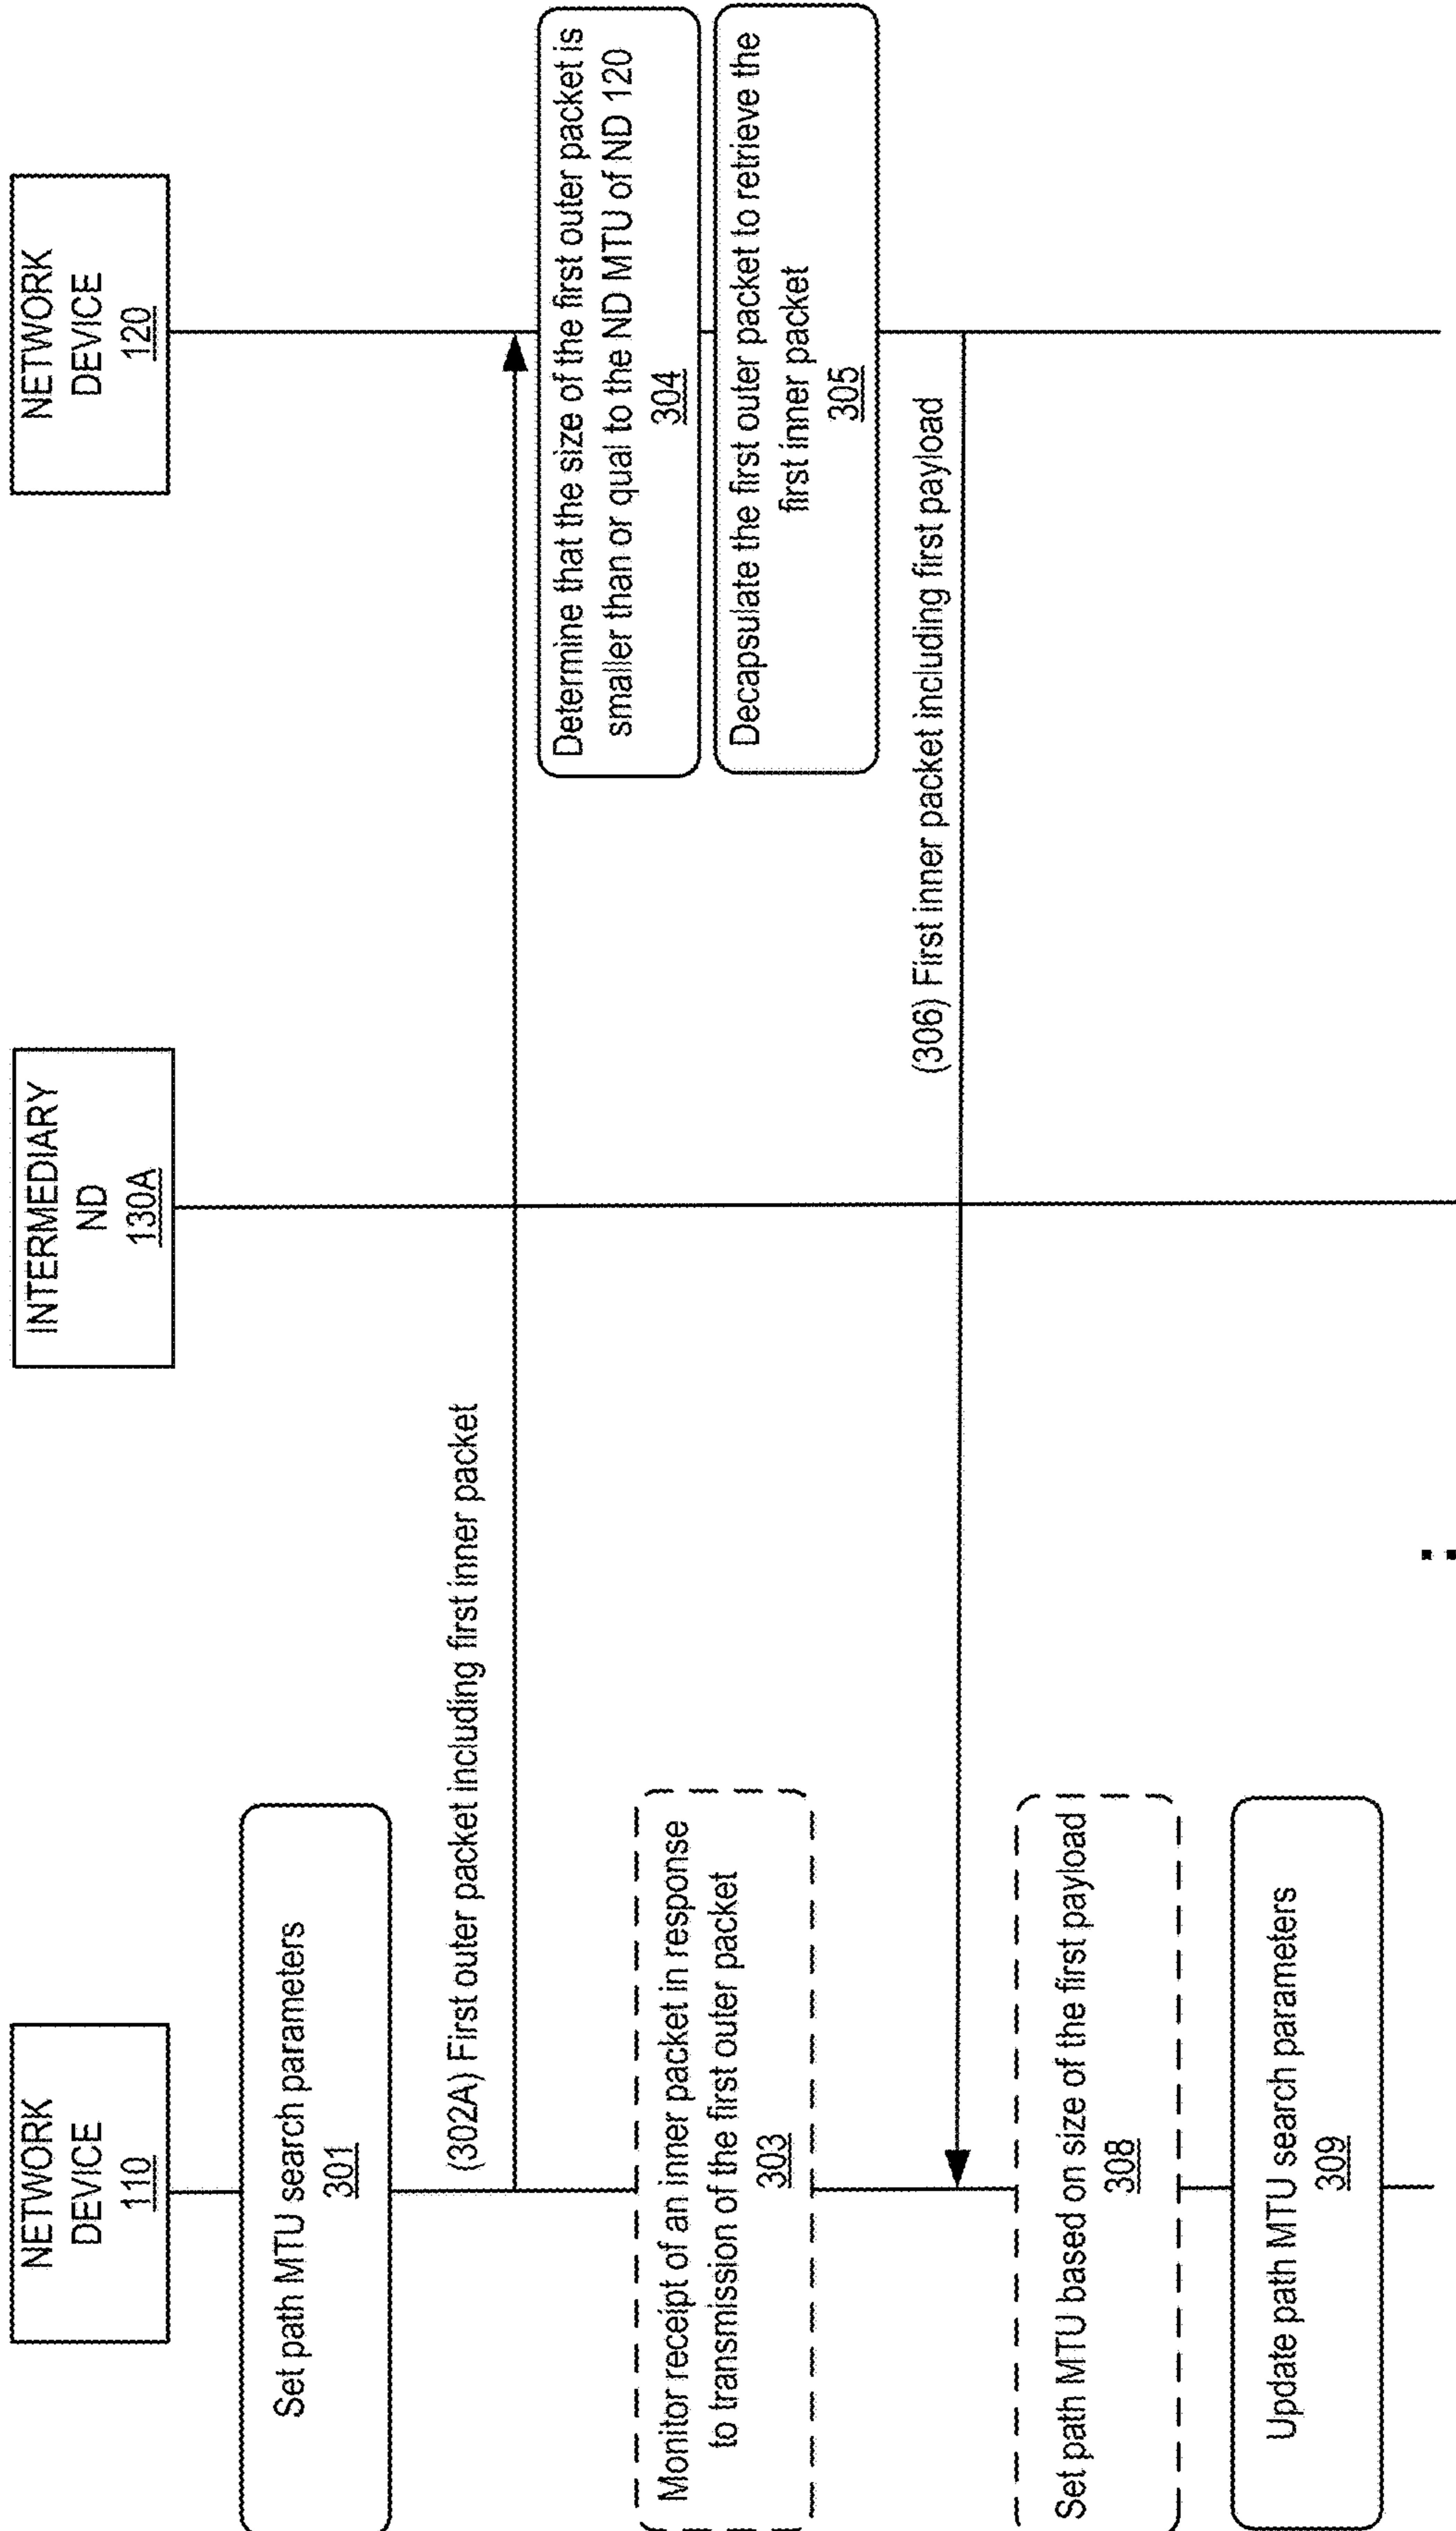 NETWORK
DEVICE
110
INTERMEDIARY
ND
130A
NETWORK
DEVICE
120
Set path MTU search parameters
301
(302A) First outer packet including first inner packet
Determine that the size of the first outer packet is
smaller than or qual to the ND MTU of ND 120
304
Monitor receipt of an inner packet in response
to transmission of the first outer packet
303
Decapsulate the first outer packet to retrieve the
first inner packet
305
(306) First inner packet including first payload
Set path MTU based on size of the first payload
308
Update path MTU search parameters
309